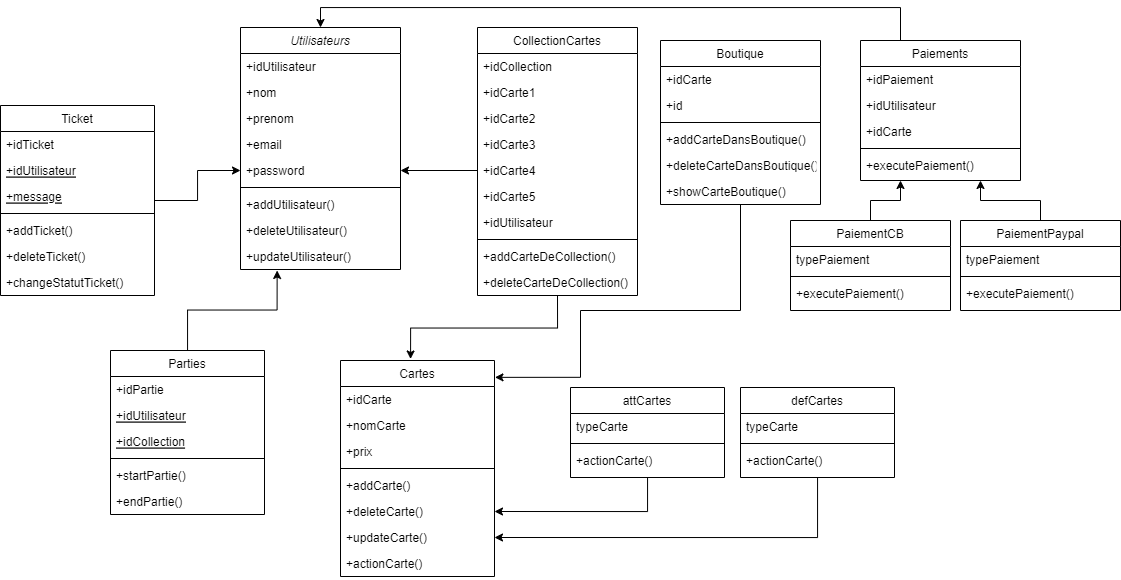 Utilisateurs
+idUtilisateur
+nom
+prenom
+email
+password
+addUtilisateur()
+deleteUtilisateur()
+updateUtilisateur()
CollectionCartes
+idCollection
+idCarte1
+idCarte2
+idCarte3
+idCarte4
+idCarte5
+idUtilisateur
+addCarteDeCollection()
+deleteCarteDeCollection()
Boutique
+idCarte
+id
+addCarteDansBoutique()
+deleteCarteDansBoutique()
+showCarteBoutique()
Paiements
+idPaiement
+idUtilisateur
+idCarte
+executePaiement()
Ticket
+idTicket
+idUtilisateur
+message
+addTicket()
+deleteTicket()
+changeStatutTicket()
PaiementCB
typePaiement
+executePaiement()
PaiementPaypal
typePaiement
+executePaiement()
Parties
+idPartie
+idUtilisateur
+idCollection
+startPartie()
+endPartie()
Cartes
+idCarte
+nomCarte
+prix
+addCarte()
+deleteCarte()
+updateCarte()
+actionCarte()
attCartes
typeCarte
+actionCarte()
defCartes
typeCarte
+actionCarte()